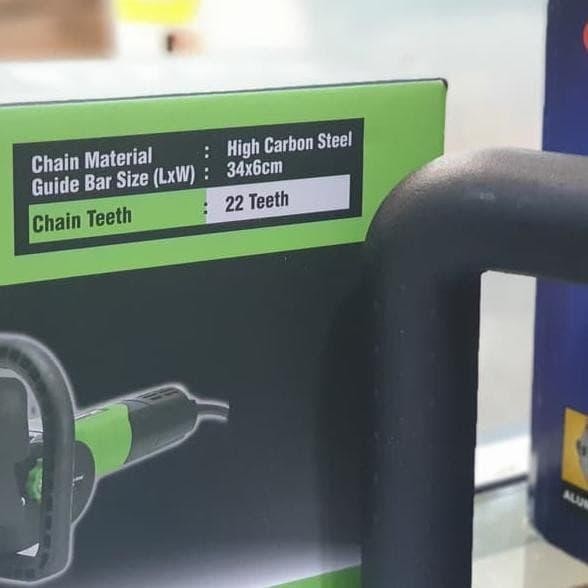 Chain Material : High Carbon Steel
Guide Bar Size (LxW) : 34x6cm
Chain Teeth : 22 Teeth